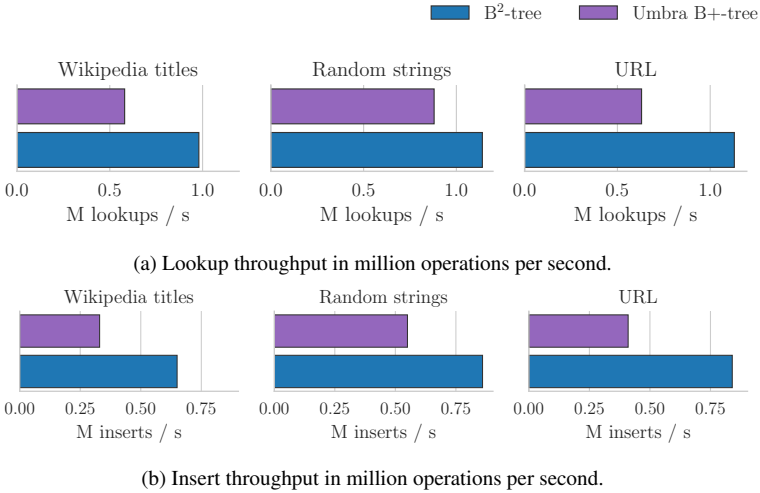 B²-tree Umbra B+-tree
Wikipedia titles Random strings URL
0.0 0.5 1.0 0.0 0.5 1.0 0.0 0.5 1.0
M lookups / s M lookups / s M lookups / s
(a) Lookup throughput in million operations per second.
Wikipedia titles Random strings URL
0.00 0.25 0.50 0.75 0.00 0.25 0.50 0.75 0.00 0.25 0.50 0.75
M inserts / s M inserts / s M inserts / s
(b) Insert throughput in million operations per second.